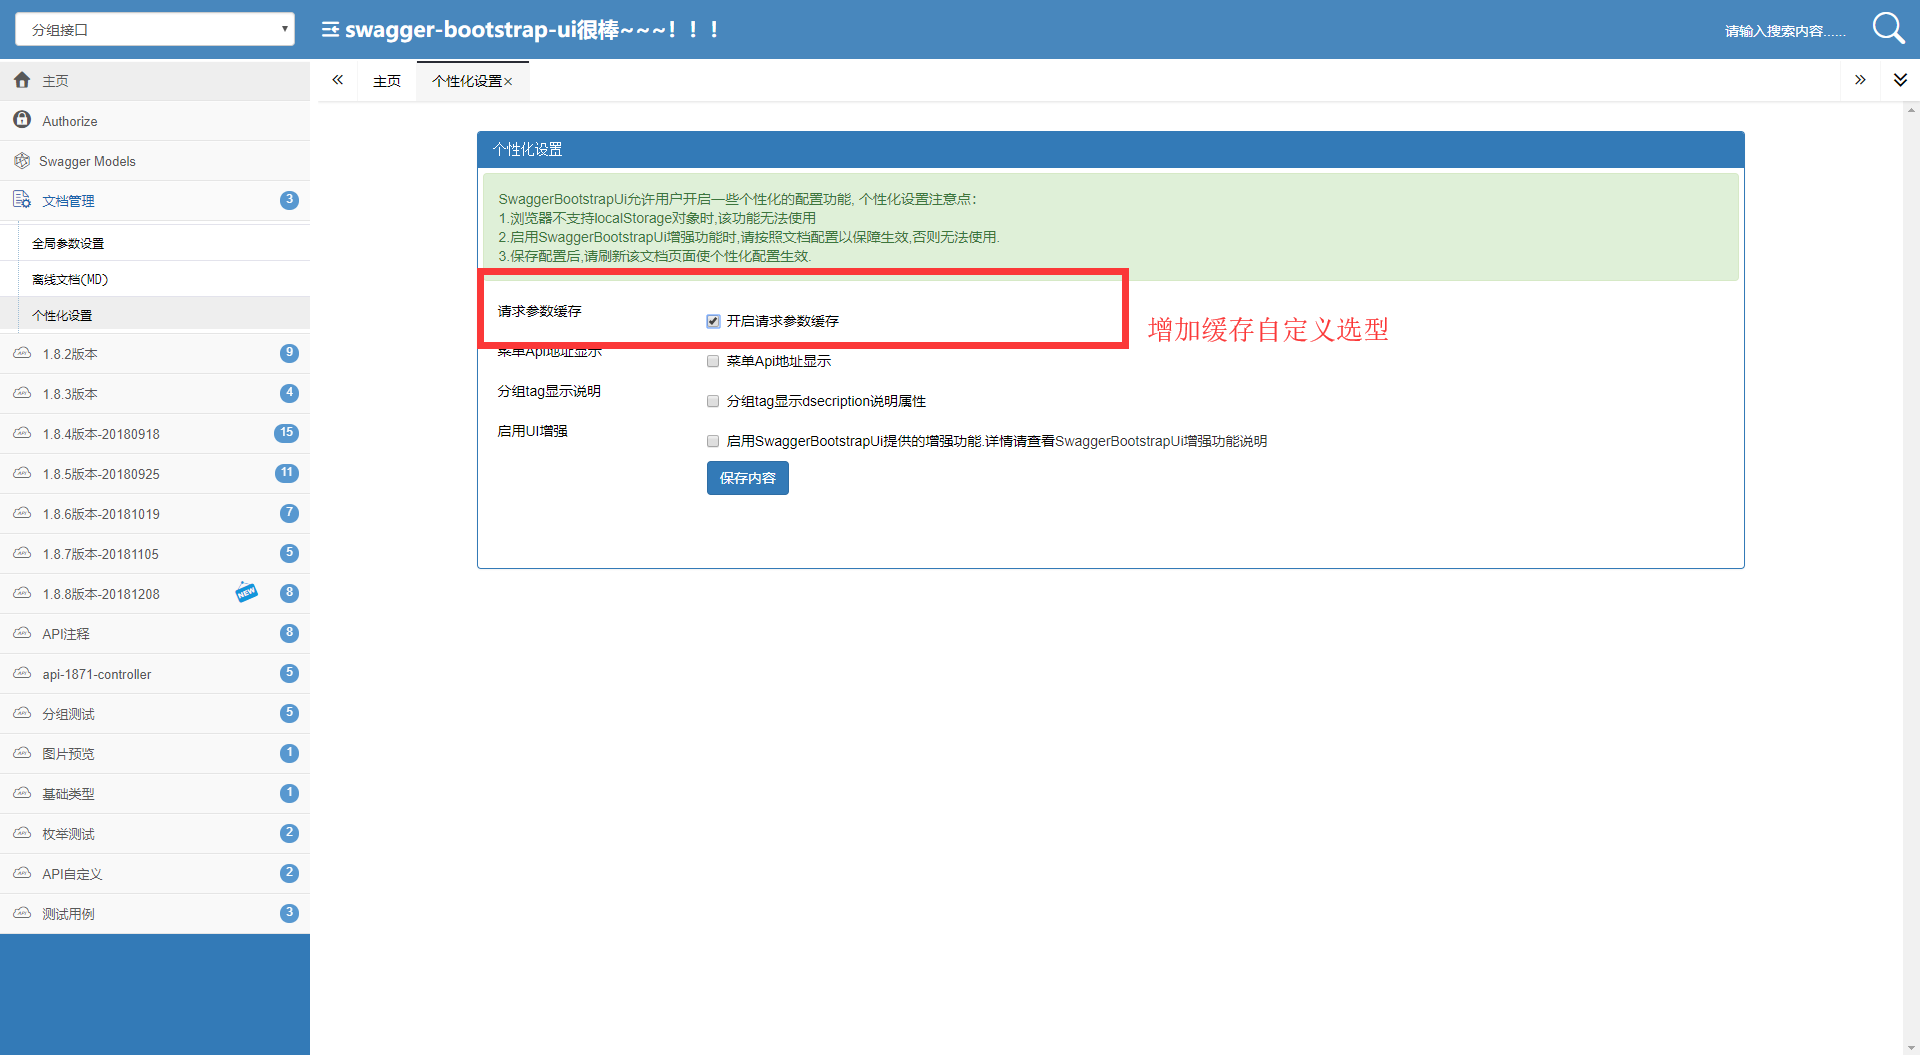 分组接口
swagger-bootstrap-ui很棒~~~！！！
请输入搜索内容......
主页
Authorize
Swagger Models
文档管理 3
全局参数设置
离线文档(MD)
个性化设置
1.8.2版本 9
1.8.3版本 4
1.8.4版本-20180918 15
1.8.5版本-20180925 11
1.8.6版本-20181019 7
1.8.7版本-20181105 5
1.8.8版本-20181208 NEW 8
API注释 8
api-1871-controller 5
分组测试 5
图片预览 1
基础类型 1
枚举测试 2
API自定义 2
测试用例 3
主页 个性化设置×
个性化设置
SwaggerBootstrapUi允许用户开启一些个性化的配置功能, 个性化设置注意点：
1.浏览器不支持localStorage对象时,该功能无法使用
2.启用SwaggerBootstrapUi增强功能时,请按照文档配置以保障生效,否则无法使用.
3.保存配置后,请刷新该文档页面使个性化配置生效.
请求参数缓存 开启请求参数缓存
增加缓存自定义选型
菜单Api地址显示 菜单Api地址显示
分组tag显示说明 分组tag显示dsecription说明属性
启用UI增强 启用SwaggerBootstrapUi提供的增强功能.详情请查看SwaggerBootstrapUi增强功能说明
保存内容